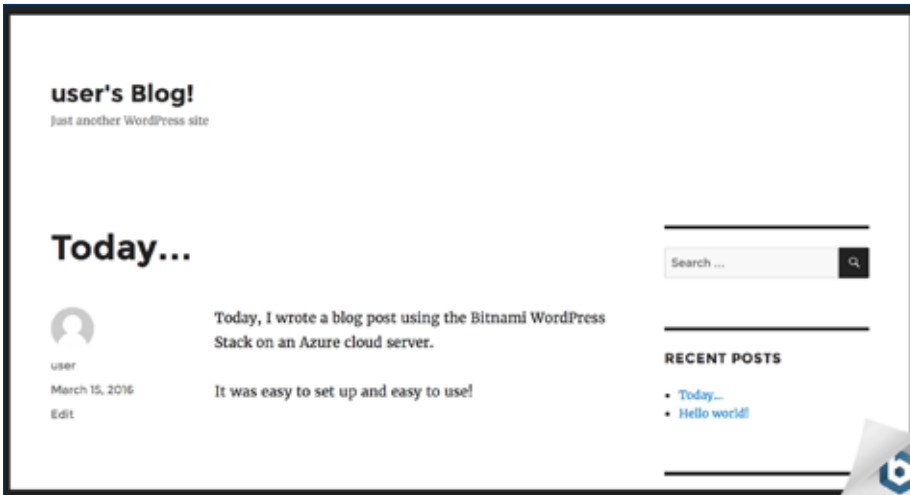 user's Blog!
Just another WordPress site
Today...
Search ...
Today, I wrote a blog post using the Bitnami WordPress
Stack on an Azure cloud server.
It was easy to set up and easy to use!
user
March 15, 2016
Edit
RECENT POSTS
Today...
Hello world!
b